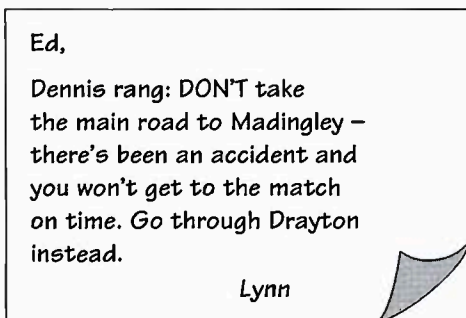 Ed,
Dennis rang: DON'T take
the main road to Madingley –
there's been an accident and
you won't get to the match
on time. Go through Drayton
instead.
Lynn